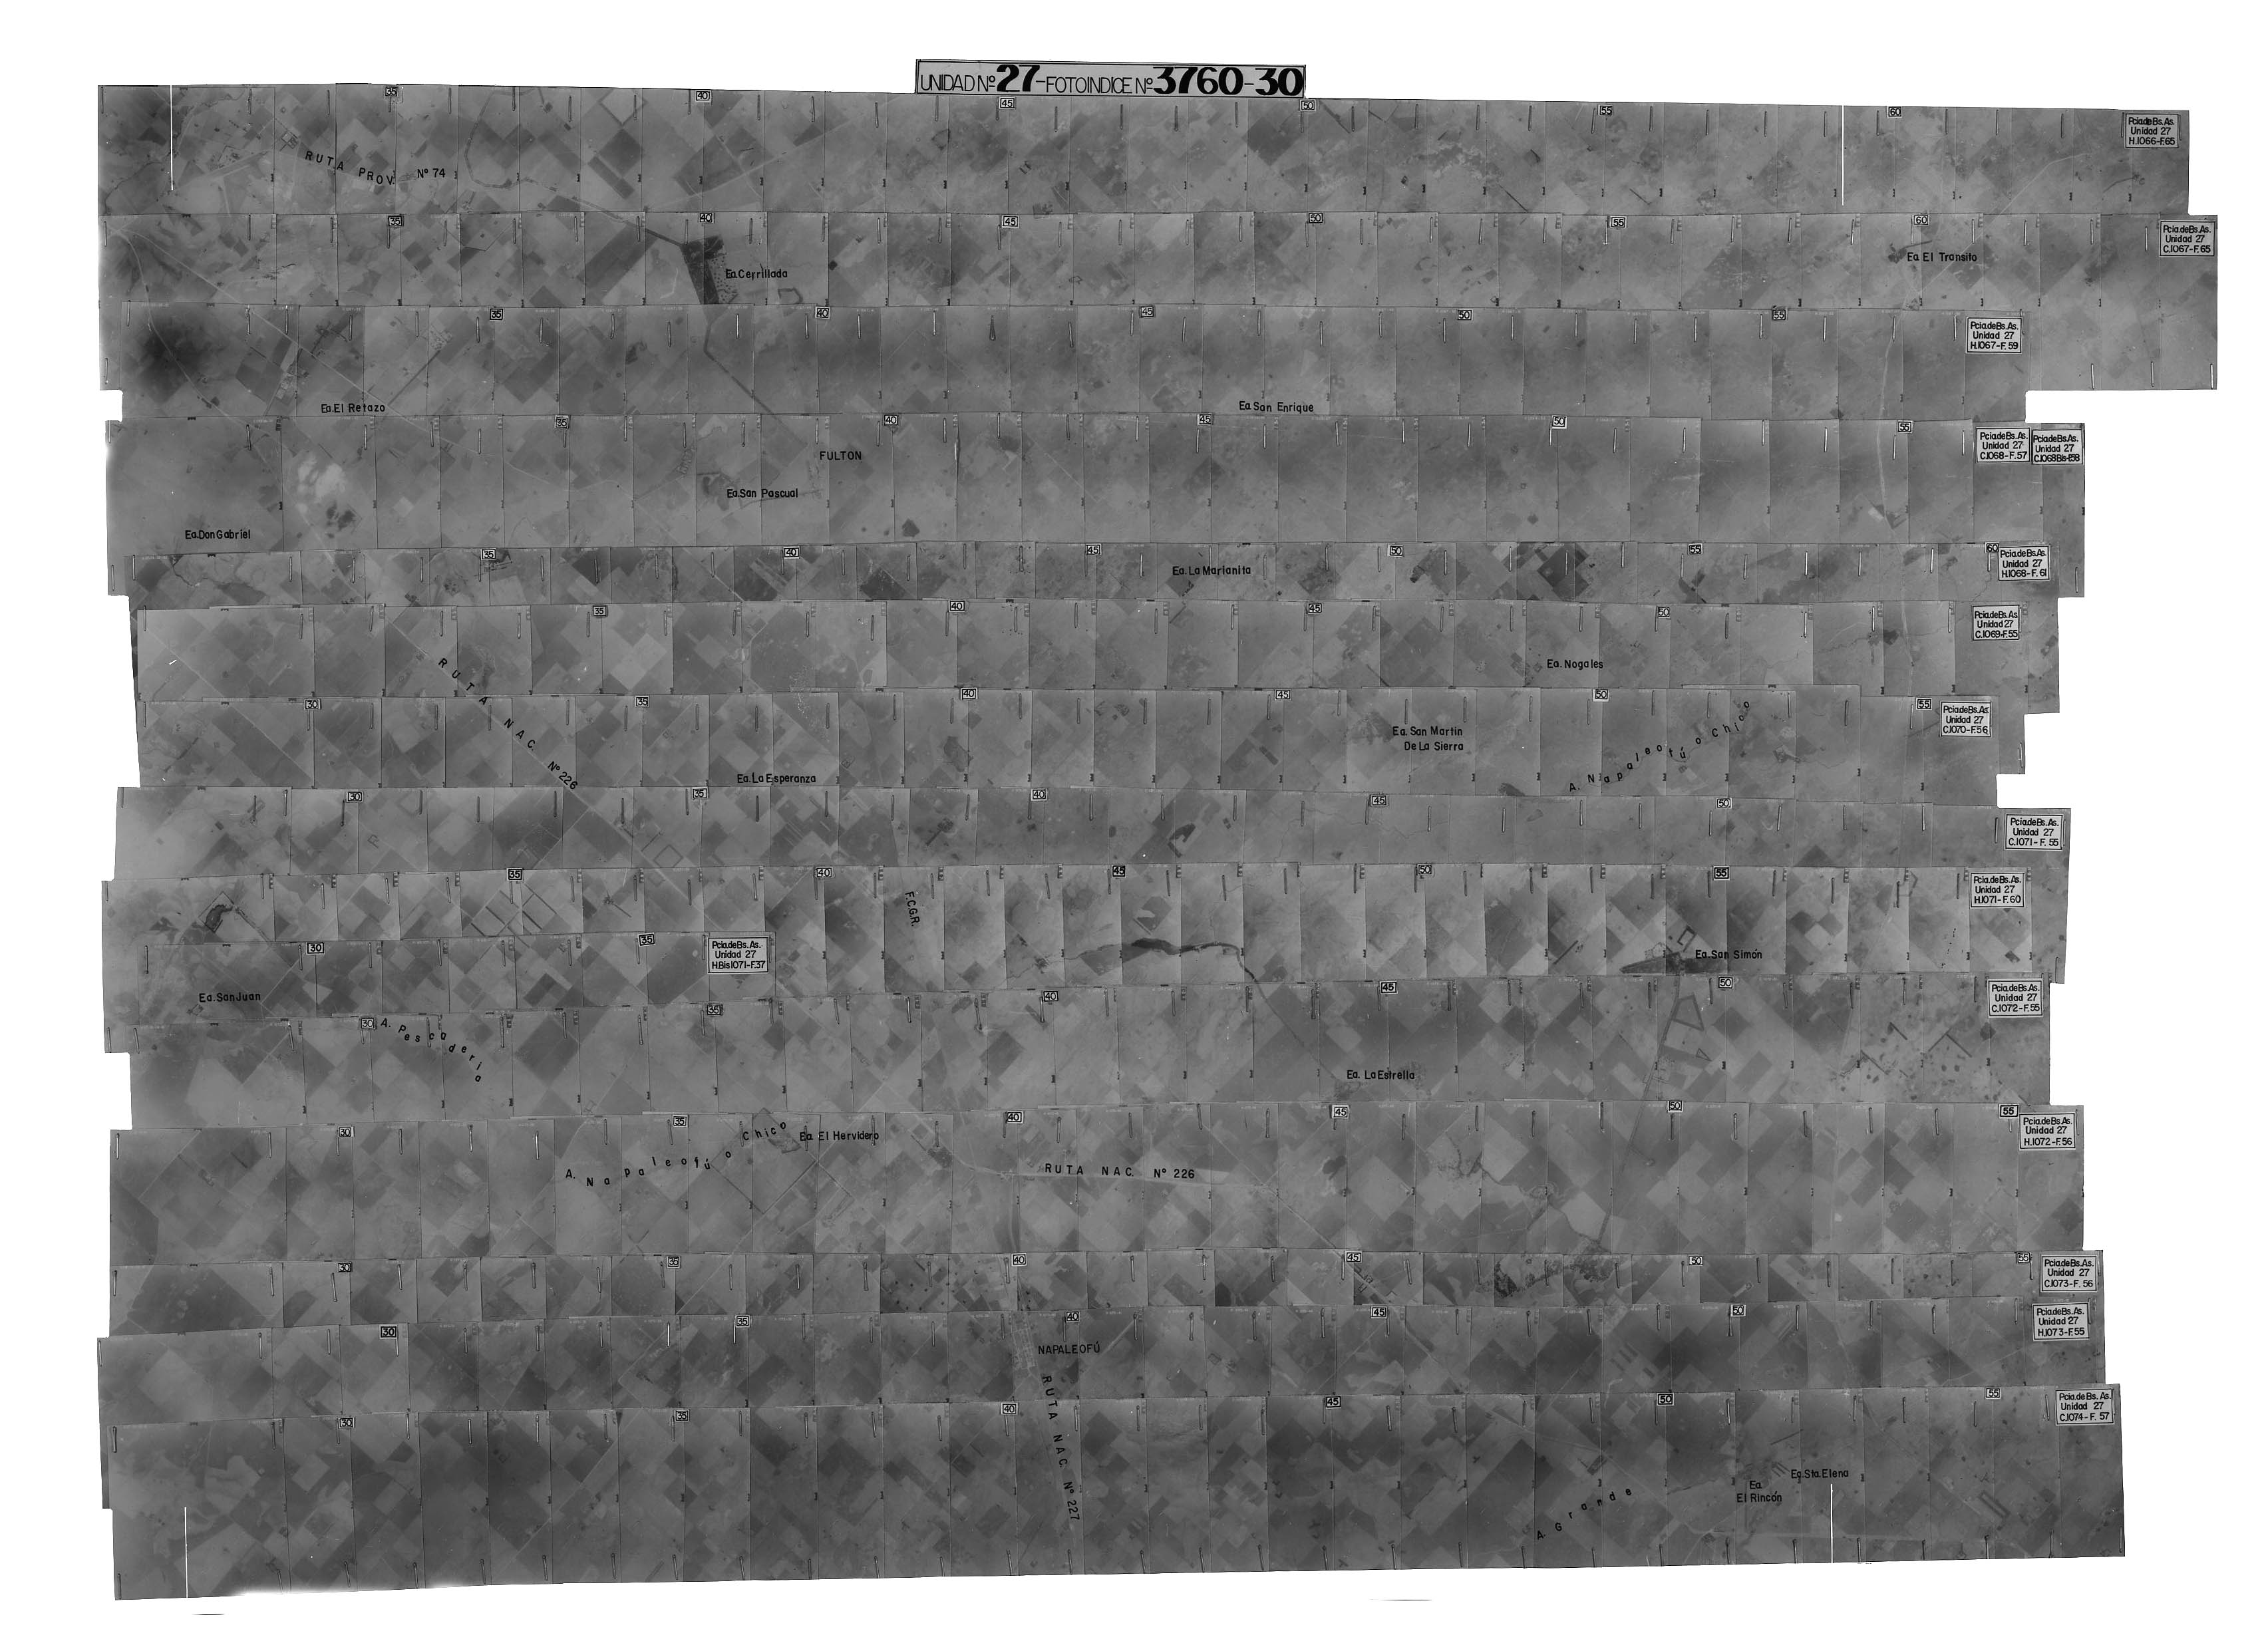 UNIDAD Nº 27-FOTOINDICE Nº 3760-30
35
40
45
50
55
60
Pcia.de Bs. As.
Unidad 27
H.1066-F.65
RUTA PROV. Nº 74
35
40
45
50
55
60
Pcia.de Bs. As.
Unidad 27
C.1067-F.65
Ea. El Transito
Ea.Cerrillada
35
40
45
50
55
Pcia.de Bs. As.
Unidad 27
H.1067-F.59
Ea.El Retazo
Ea San Enrique
35
40
45
50
55
Pcia.de Bs. As.
Unidad 27
C.1068-F.57
Pcia.de Bs. As.
Unidad 27
C.1068Bis-F.58
FULTON
Ea.San Pascual
Ea.Don Gabriel
35
40
45
50
55
60
Pcia.de Bs. As.
Unidad 27
H.1068-F.61
Ea. La Marianita
35
40
45
50
Pcia.de Bs. As.
Unidad 27
C.1069-F.55
Ea. Nogales
RUTA NAC. Nº 226
30
35
40
45
50
55
Pcia.de Bs. As.
Unidad 27
C.1070-F.56
Ea. San Martin
De La Sierra
A. Napaleofú o Chico
Ea. La Esperanza
30
35
40
45
50
Pcia.de Bs. As.
Unidad 27
C.1071-F. 55
35
40
45
50
55
Pcia.de Bs. As.
Unidad 27
H.1071-F.60
F.C.G.R.
30
35
Pcia.de Bs. As.
Unidad 27
H.Bis1071-F.37
Ea. San Simón
Ea.San Juan
30
35
40
45
50
Pcia.de Bs. As.
Unidad 27
C.1072-F.55
A. Pescaderia
Ea. La Estrella
30
35
40
45
50
55
Pcia.de Bs. As.
Unidad 27
H.1072-F.56
A. Napaleofú o Chico
Ea. El Hervidero
RUTA NAC. Nº 226
30
35
40
45
50
55
Pcia.de Bs. As.
Unidad 27
C.1073-F. 56
30
35
40
45
50
Pcia.de Bs. As.
Unidad 27
H.1073-F.55
NAPALEOFÚ
RUTA NAC. Nº 227
30
35
40
45
50
55
Pcia.de Bs. As.
Unidad 27
C.1074-F. 57
Ea.Sta.Elena
Ea.
El Rincón
A. Grande